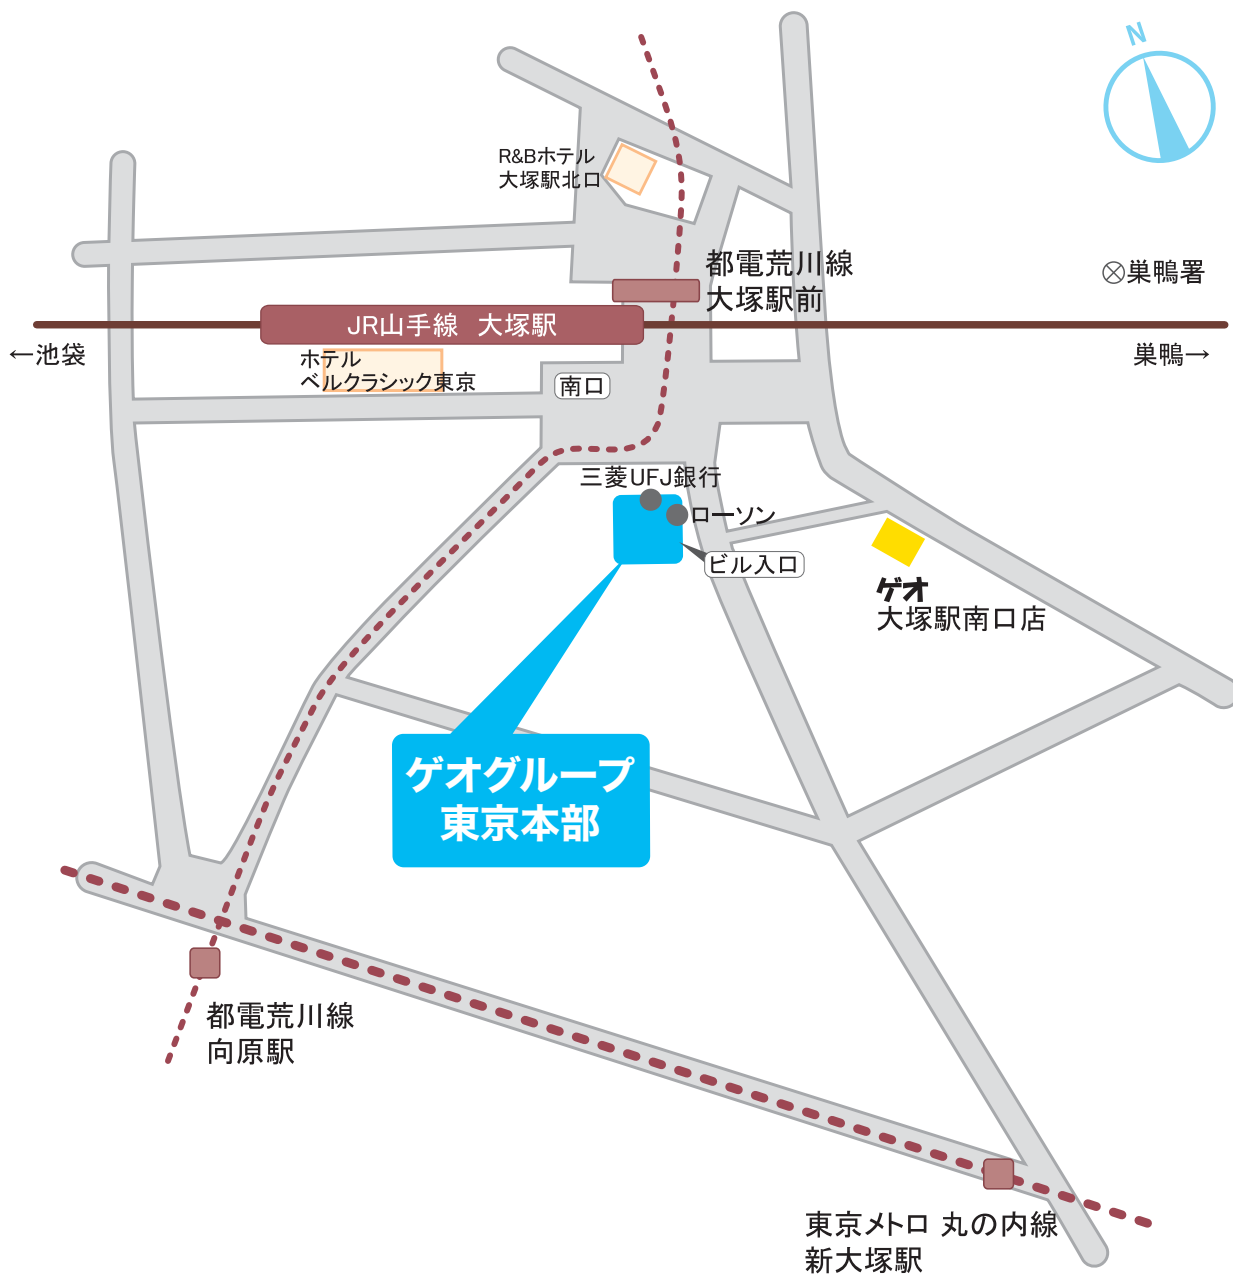 N
R&Bホテル
大塚駅北口
都電荒川線
大塚駅前
巣鴨署
JR山手線 大塚駅
←池袋
巣鴨→
ホテル
ベルクラシック東京
南口
三菱UFJ銀行
ローソン
ビル入口
ゲオ
大塚駅南口店
ゲオグループ
東京本部
都電荒川線
向原駅
東京メトロ 丸の内線
新大塚駅